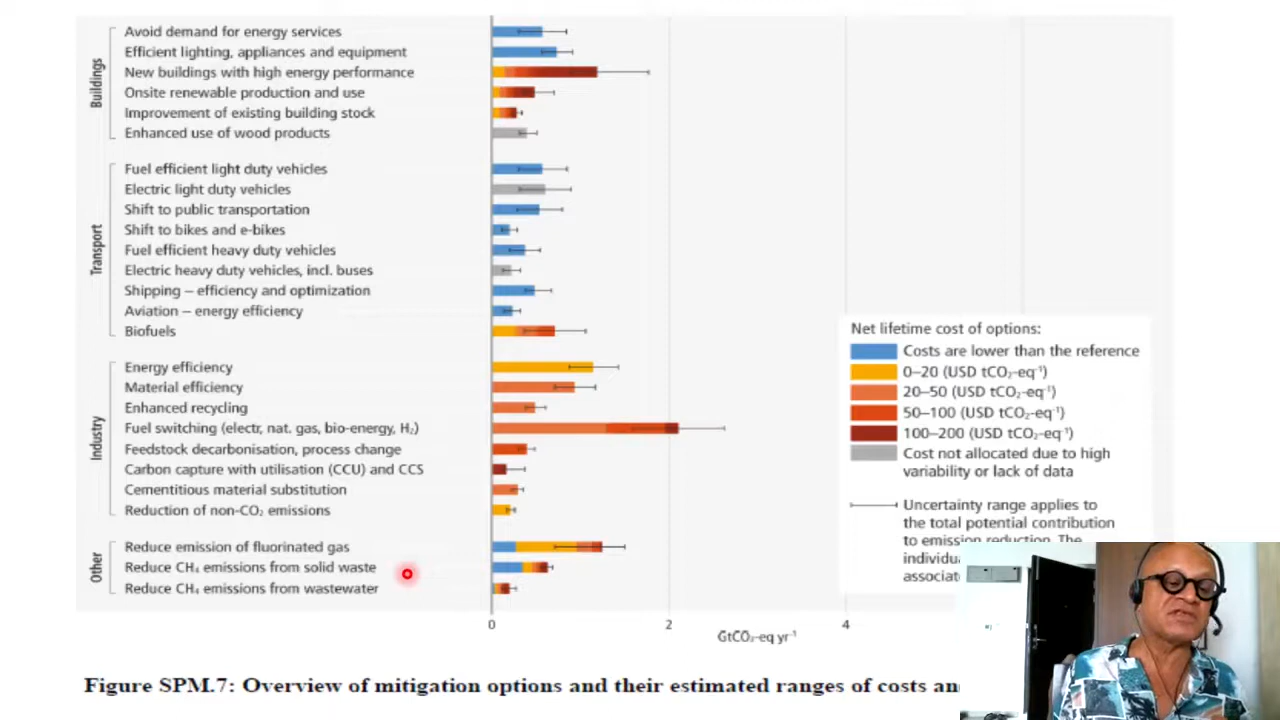 Buildings
Avoid demand for energy services
Efficient lighting, appliances and equipment
New buildings with high energy performance
Onsite renewable production and use
Improvement of existing building stock
Enhanced use of wood products
Transport
Fuel efficient light duty vehicles
Electric light duty vehicles
Shift to public transportation
Shift to bikes and e-bikes
Fuel efficient heavy duty vehicles
Electric heavy duty vehicles, incl. buses
Shipping – efficiency and optimization
Aviation – energy efficiency
Biofuels
Industry
Energy efficiency
Material efficiency
Enhanced recycling
Fuel switching (electr, nat. gas, bio-energy, H₂)
Feedstock decarbonisation, process change
Carbon capture with utilisation (CCU) and CCS
Cementitious material substitution
Reduction of non-CO₂ emissions
Other
Reduce emission of fluorinated gas
Reduce CH₄ emissions from solid waste
Reduce CH₄ emissions from wastewater
0 2 4
GtCO₂-eq yr⁻¹
Net lifetime cost of options:
Costs are lower than the reference
0–20 (USD tCO₂-eq⁻¹)
20–50 (USD tCO₂-eq⁻¹)
50–100 (USD tCO₂-eq⁻¹)
100–200 (USD tCO₂-eq⁻¹)
Cost not allocated due to high
variability or lack of data
Uncertainty range applies to
the total potential contribution
to emission reduction. The
individua
associat
Figure SPM.7: Overview of mitigation options and their estimated ranges of costs an